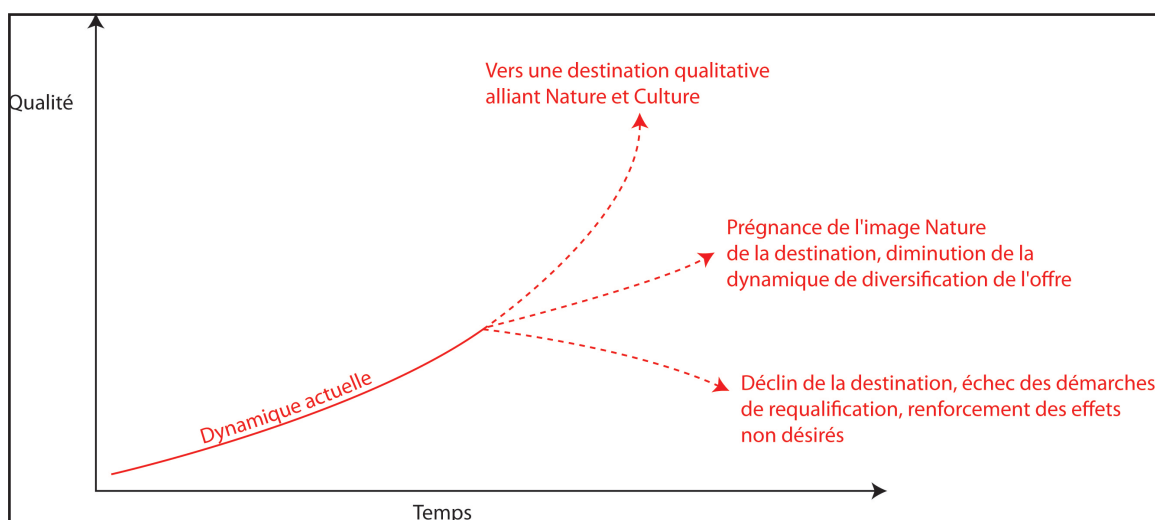 Qualité
Vers une destination qualitative
alliant Nature et Culture
Prégnance de l'image Nature
de la destination, diminution de la
dynamique de diversification de l'offre
Dynamique actuelle
Déclin de la destination, échec des démarches
de requalification, renforcement des effets
non désirés
Temps